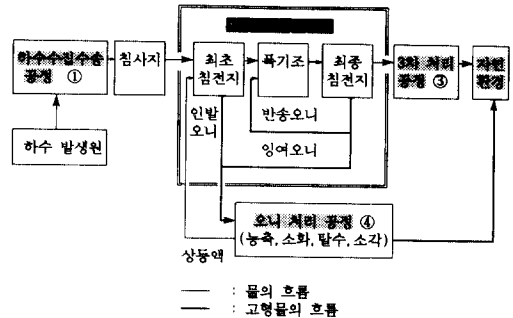 하수수집수송
공정 ①
침사지
최초
침전지
폭기조
최종
침전지
3차 처리
공정 ③
자연
환경
인발
오니
반송오니
잉여오니
하수 발생원
오니 처리 공정 ④
(농축, 소화, 탈수, 소각)
상등액
: 물의 흐름
: 고형물의 흐름